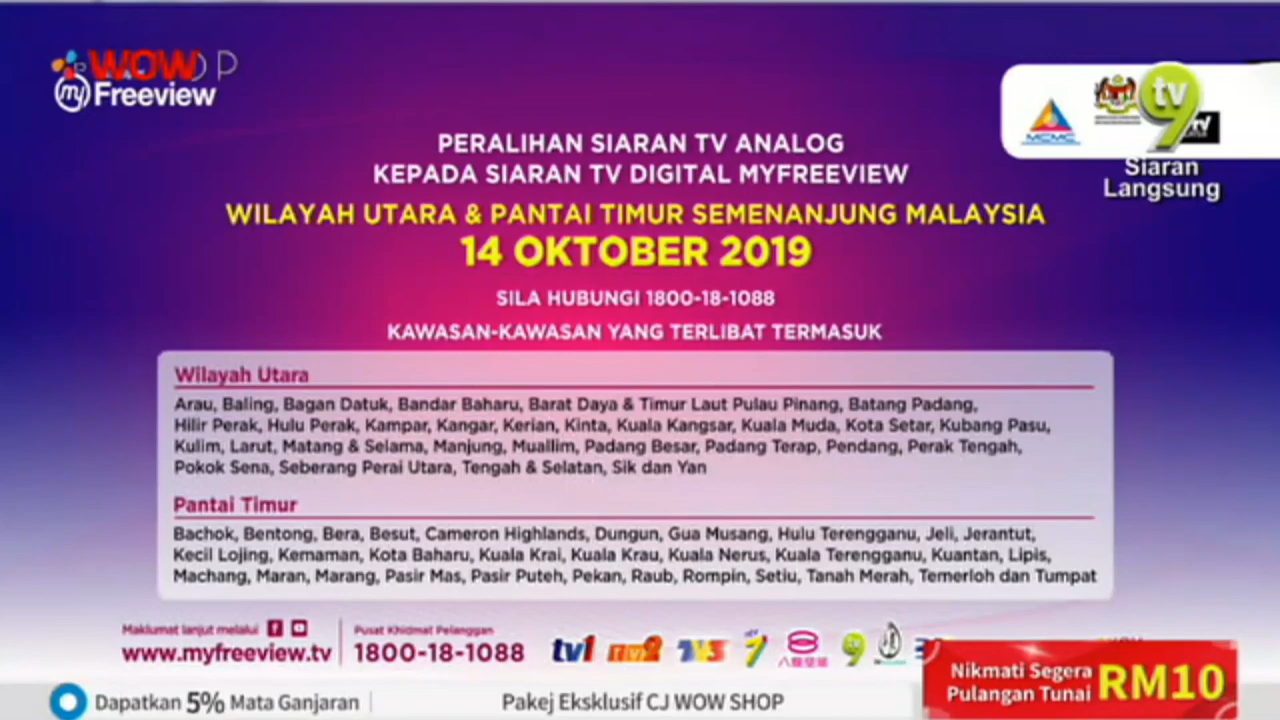 WOW
my Freeview
MCMC
tv9
Siaran
Langsung
PERALIHAN SIARAN TV ANALOG
KEPADA SIARAN TV DIGITAL MYFREEVIEW
WILAYAH UTARA & PANTAI TIMUR SEMENANJUNG MALAYSIA
14 OKTOBER 2019
SILA HUBUNGI 1800-18-1088
KAWASAN-KAWASAN YANG TERLIBAT TERMASUK
Wilayah Utara
Arau, Baling, Bagan Datuk, Bandar Baharu, Barat Daya & Timur Laut Pulau Pinang, Batang Padang,
Hilir Perak, Hulu Perak, Kampar, Kangar, Kerian, Kinta, Kuala Kangsar, Kuala Muda, Kota Setar, Kubang Pasu,
Kulim, Larut, Matang & Selama, Manjung, Muallim, Padang Besar, Padang Terap, Pendang, Perak Tengah,
Pokok Sena, Seberang Perai Utara, Tengah & Selatan, Sik dan Yan
Pantai Timur
Bachok, Bentong, Bera, Besut, Cameron Highlands, Dungun, Gua Musang, Hulu Terengganu, Jeli, Jerantut,
Kecil Lojing, Kemaman, Kota Baharu, Kuala Krai, Kuala Krau, Kuala Nerus, Kuala Terengganu, Kuantan, Lipis,
Machang, Maran, Marang, Pasir Mas, Pasir Puteh, Pekan, Raub, Rompin, Setiu, Tanah Merah, Temerloh dan Tumpat
Maklumat lanjut melalui
www.myfreeview.tv
Pusat Khidmat Pelanggan
1800-18-1088
tv1 tv2 7 9
Nikmati Segera
Pulangan Tunai RM10
Dapatkan 5% Mata Ganjaran
Pakej Eksklusif CJ WOW SHOP